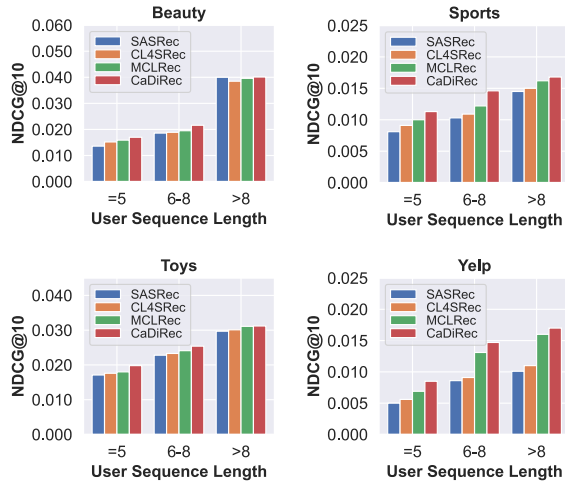 Beauty
NDCG@10
0.060
0.050
0.040
0.030
0.020
0.010
0.000
SASRec
CL4SRec
MCLRec
CaDiRec
=5 6-8 >8
User Sequence Length
Sports
NDCG@10
0.025
0.020
0.015
0.010
0.005
0.000
SASRec
CL4SRec
MCLRec
CaDiRec
=5 6-8 >8
User Sequence Length
Toys
NDCG@10
0.040
0.030
0.020
0.010
0.000
SASRec
CL4SRec
MCLRec
CaDiRec
=5 6-8 >8
User Sequence Length
Yelp
NDCG@10
0.025
0.020
0.015
0.010
0.005
0.000
SASRec
CL4SRec
MCLRec
CaDiRec
=5 6-8 >8
User Sequence Length